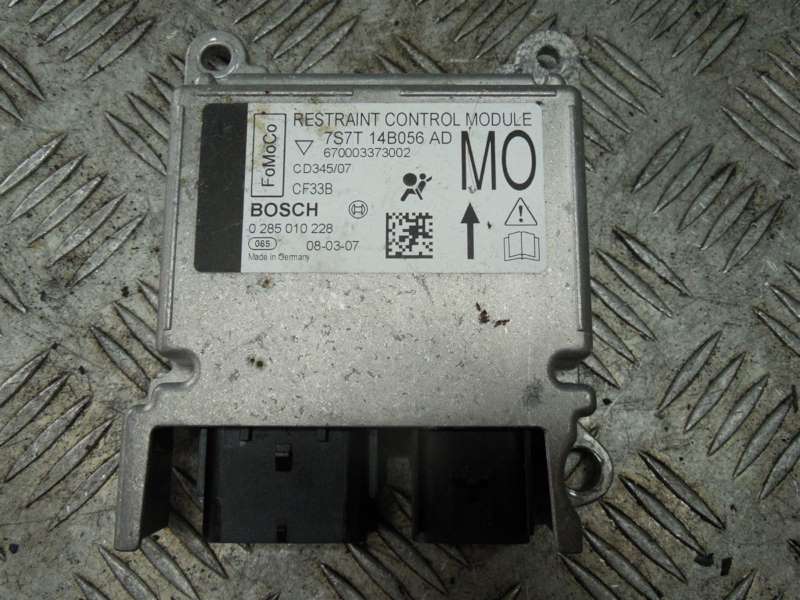 FoMoCo
RESTRAINT CONTROL MODULE
7S7T 14B056 AD
670003373002
MO
CD345/07
CF33B
BOSCH
0 285 010 228
065 08-03-07
Made in Germany